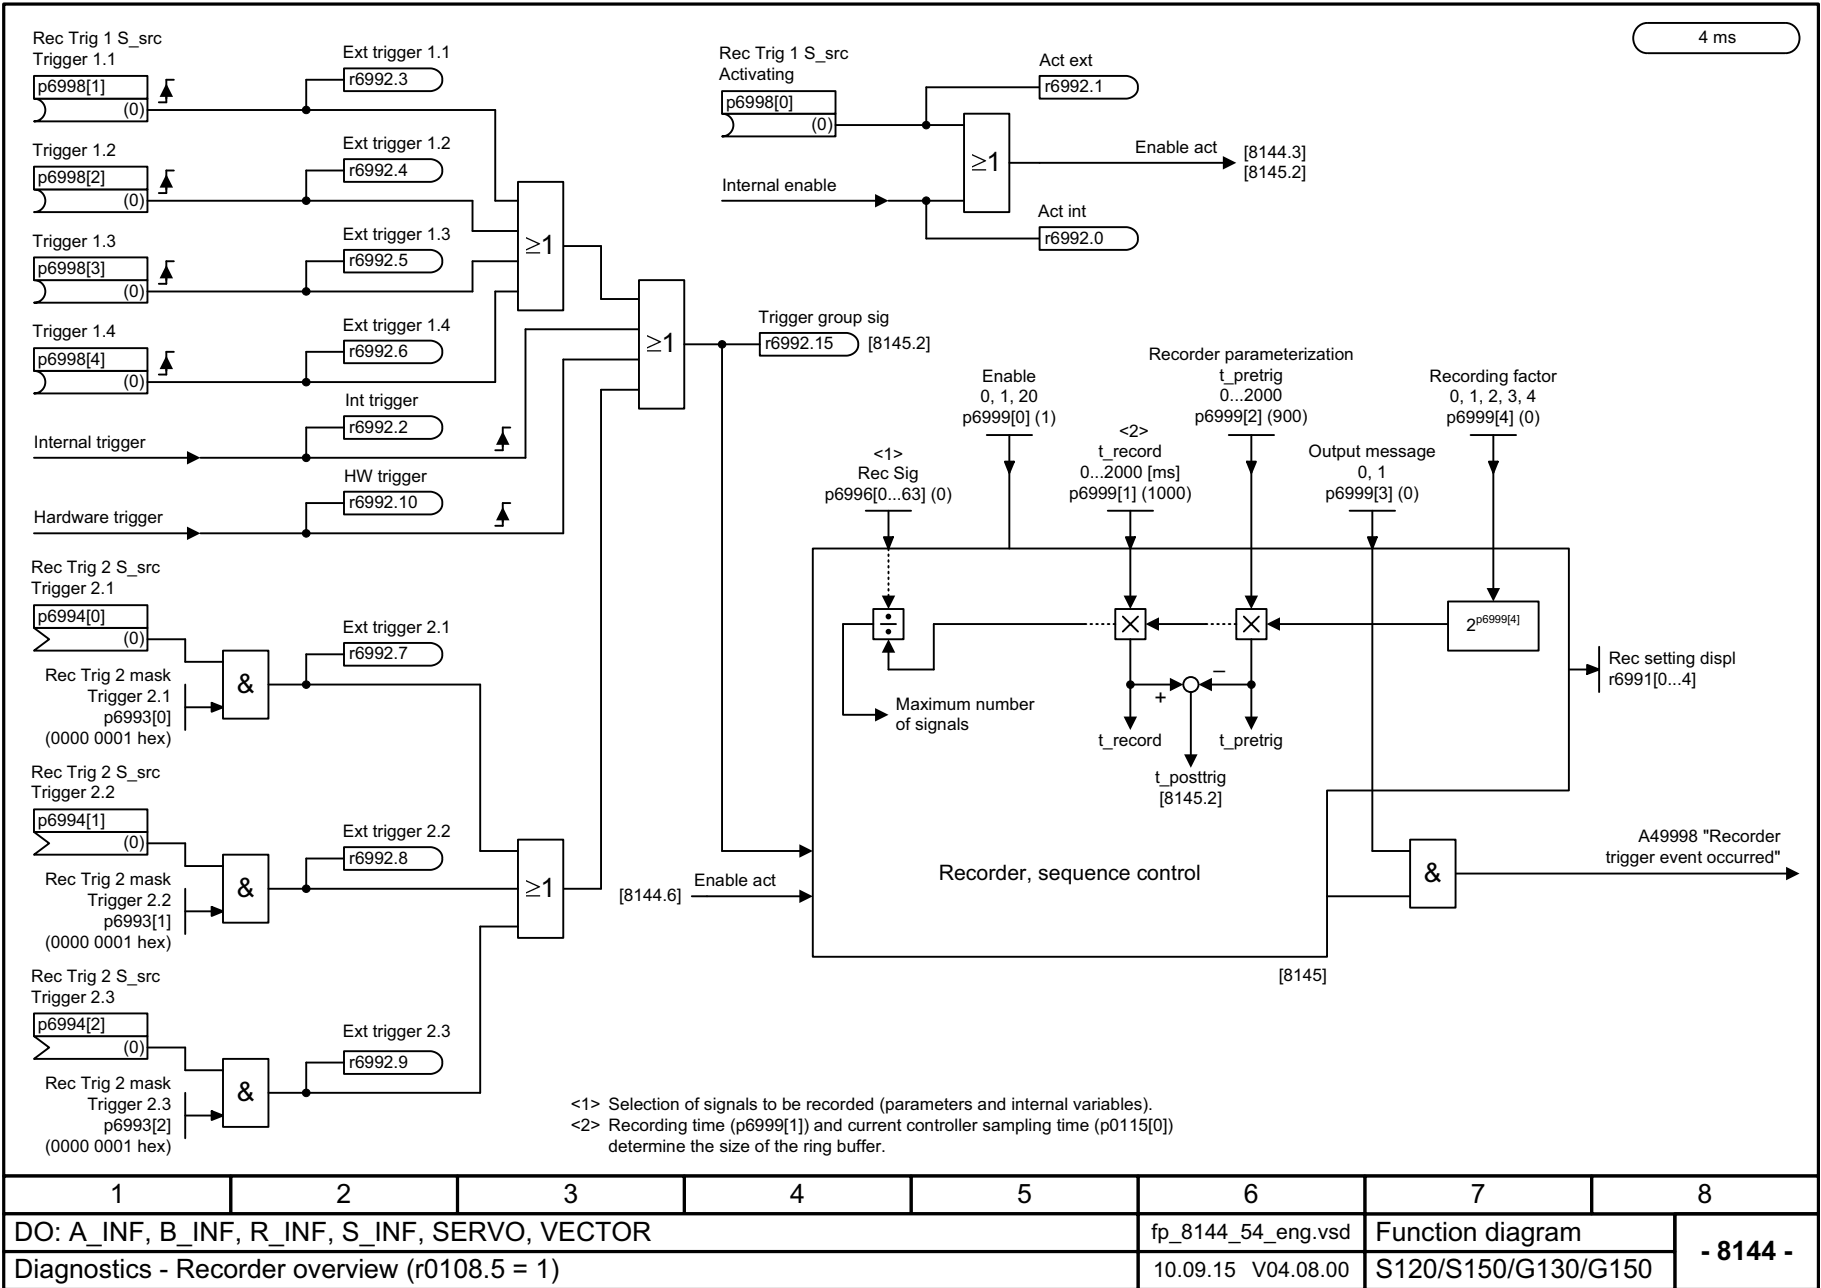 Rec Trig 1 S_src
Trigger 1.1
p6998[1]
(0)
Ext trigger 1.1
r6992.3
Trigger 1.2
p6998[2]
(0)
Ext trigger 1.2
r6992.4
Trigger 1.3
p6998[3]
(0)
Ext trigger 1.3
r6992.5
Trigger 1.4
p6998[4]
(0)
Ext trigger 1.4
r6992.6
≥1
Internal trigger
Int trigger
r6992.2
Hardware trigger
HW trigger
r6992.10
≥1
Trigger group sig
r6992.15
[8145.2]
Rec Trig 2 S_src
Trigger 2.1
p6994[0]
(0)
Rec Trig 2 mask
Trigger 2.1
p6993[0]
(0000 0001 hex)
&
Ext trigger 2.1
r6992.7
Rec Trig 2 S_src
Trigger 2.2
p6994[1]
(0)
Rec Trig 2 mask
Trigger 2.2
p6993[1]
(0000 0001 hex)
&
Ext trigger 2.2
r6992.8
Rec Trig 2 S_src
Trigger 2.3
p6994[2]
(0)
Rec Trig 2 mask
Trigger 2.3
p6993[2]
(0000 0001 hex)
&
Ext trigger 2.3
r6992.9
≥1
Rec Trig 1 S_src
Activating
p6998[0]
(0)
Internal enable
Act ext
r6992.1
≥1
Act int
r6992.0
Enable act
[8144.3]
[8145.2]
4 ms
<1>
Rec Sig
p6996[0...63] (0)
Enable
0, 1, 20
p6999[0] (1)
<2>
t_record
0...2000 [ms]
p6999[1] (1000)
Recorder parameterization
t_pretrig
0...2000
p6999[2] (900)
Output message
0, 1
p6999[3] (0)
Recording factor
0, 1, 2, 3, 4
p6999[4] (0)
÷
×
×
2^p6999[4]
Maximum number
of signals
+
–
t_record
t_pretrig
t_posttrig
[8145.2]
Rec setting displ
r6991[0...4]
[8144.6]
Enable act
Recorder, sequence control
[8145]
&
A49998 "Recorder
trigger event occurred"
<1> Selection of signals to be recorded (parameters and internal variables).
<2> Recording time (p6999[1]) and current controller sampling time (p0115[0])
determine the size of the ring buffer.
1 2 3 4 5 6 7 8
DO: A_INF, B_INF, R_INF, S_INF, SERVO, VECTOR
fp_8144_54_eng.vsd
Function diagram
- 8144 -
Diagnostics - Recorder overview (r0108.5 = 1)
10.09.15 V04.08.00
S120/S150/G130/G150